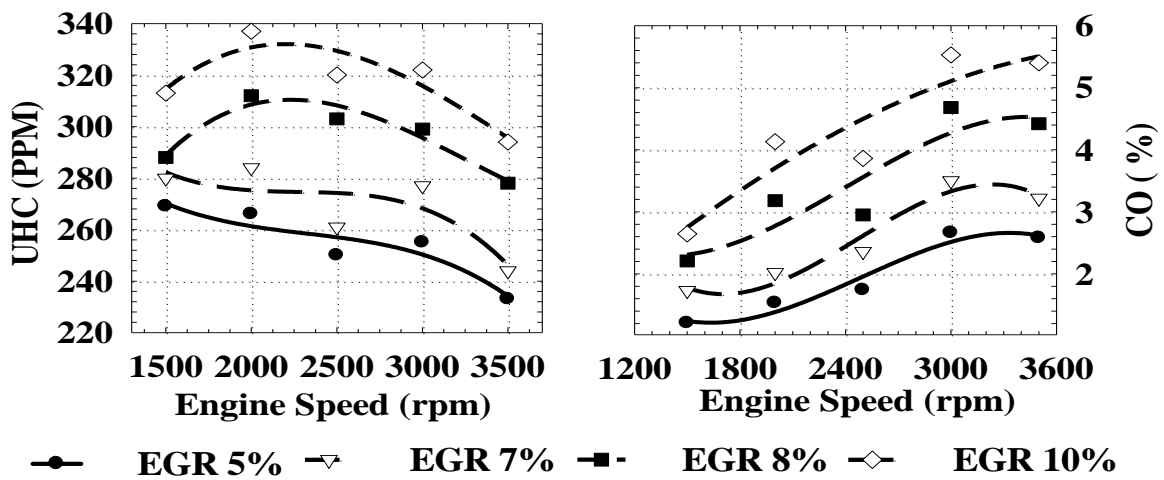 340
320
300
280
260
240
220
UHC (PPM)
1500 2000 2500 3000 3500
Engine Speed (rpm)
6
5
4
3
2
CO ( %)
1200 1800 2400 3000 3600
Engine Speed (rpm)
EGR 5% EGR 7% EGR 8% EGR 10%